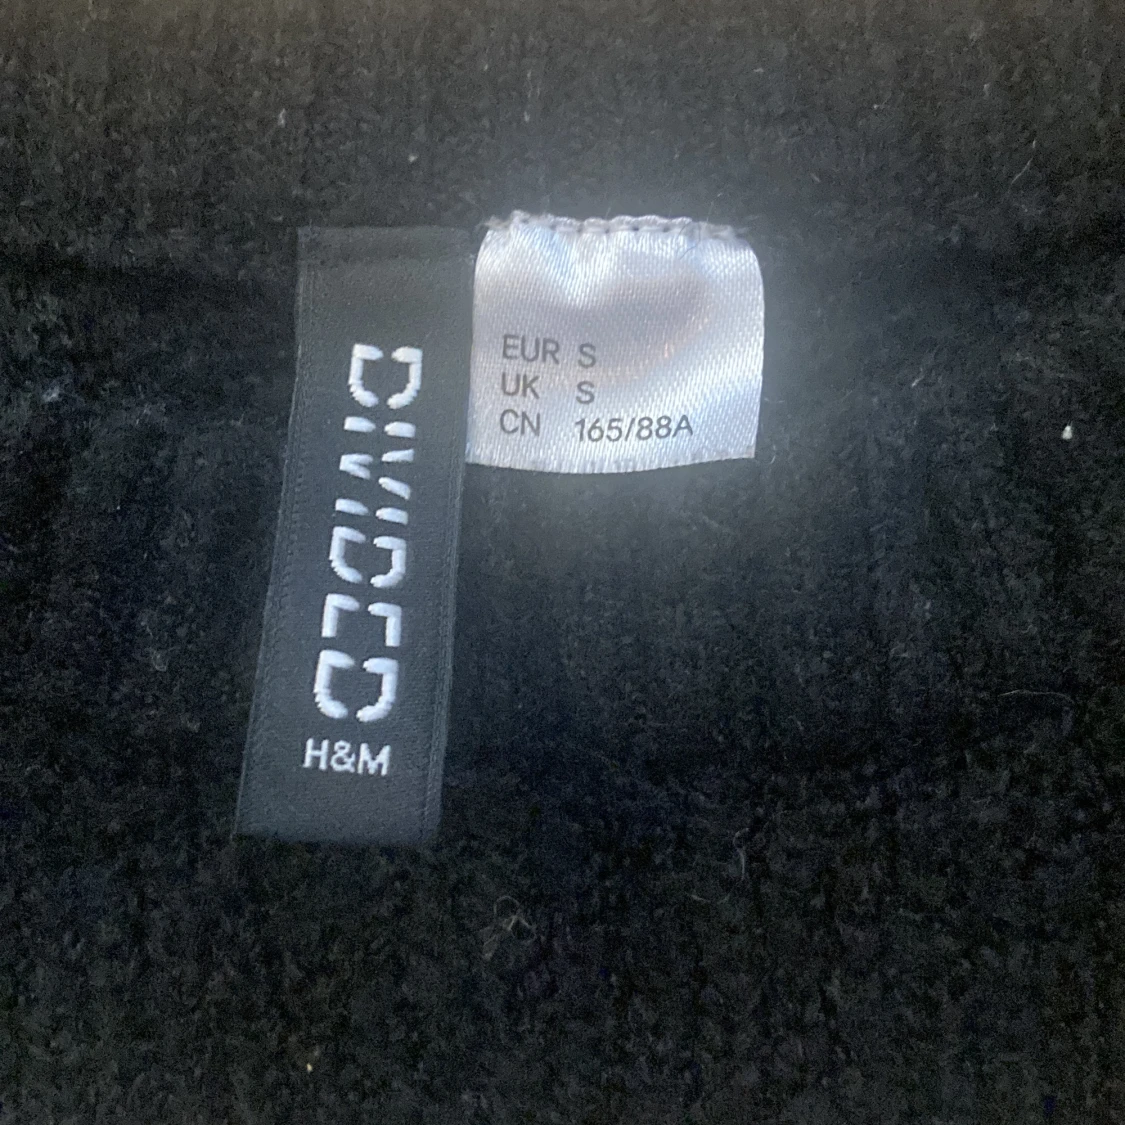 DIVIDED
H&M
EUR S
UK S
CN 165/88A